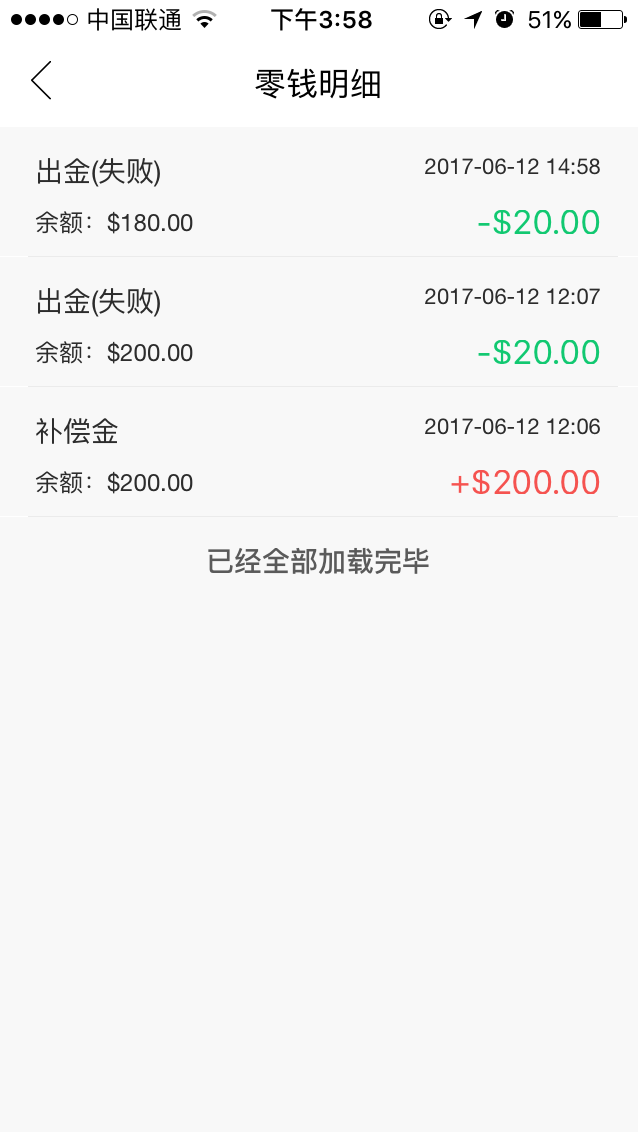 中国联通 下午3:58 51%
零钱明细
出金(失败) 2017-06-12 14:58
余额：$180.00 -$20.00
出金(失败) 2017-06-12 12:07
余额：$200.00 -$20.00
补偿金 2017-06-12 12:06
余额：$200.00 +$200.00
已经全部加载完毕